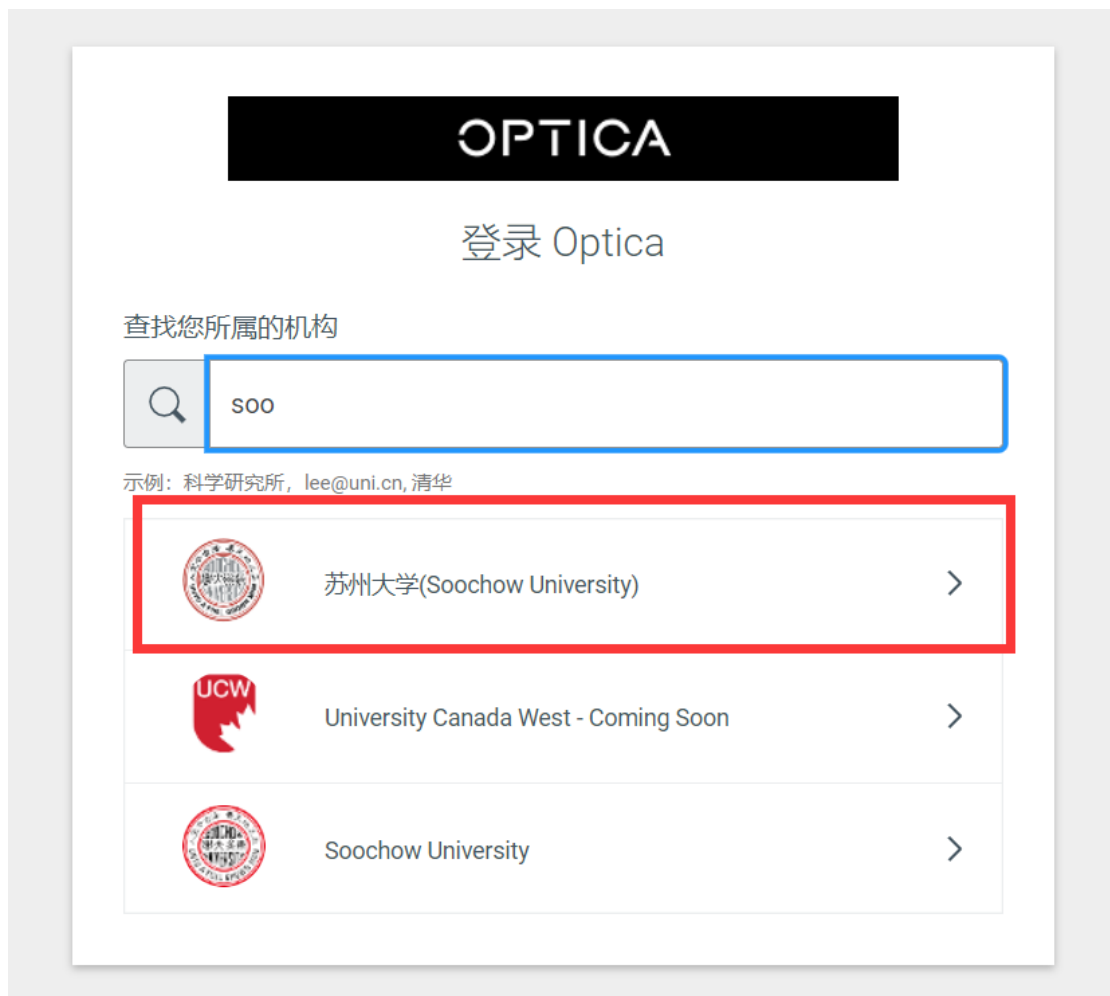 OPTICA
登录 Optica
查找您所属的机构
soo
示例：科学研究所，lee@uni.cn, 清华
苏州大学(Soochow University)
UCW
University Canada West - Coming Soon
Soochow University